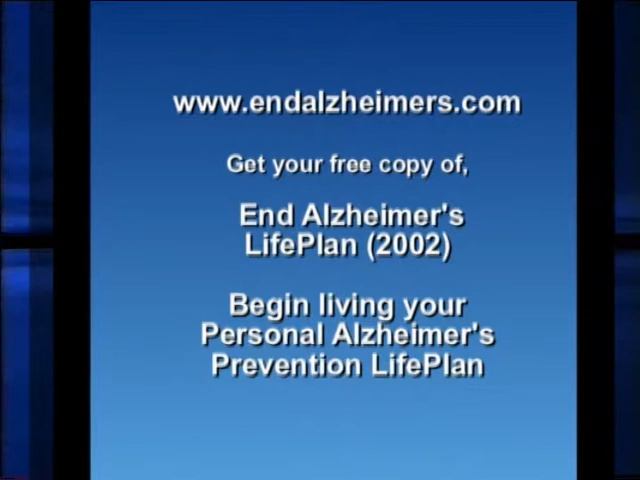 www.endalzheimers.com
Get your free copy of,
End Alzheimer's
LifePlan (2002)
Begin living your
Personal Alzheimer's
Prevention LifePlan